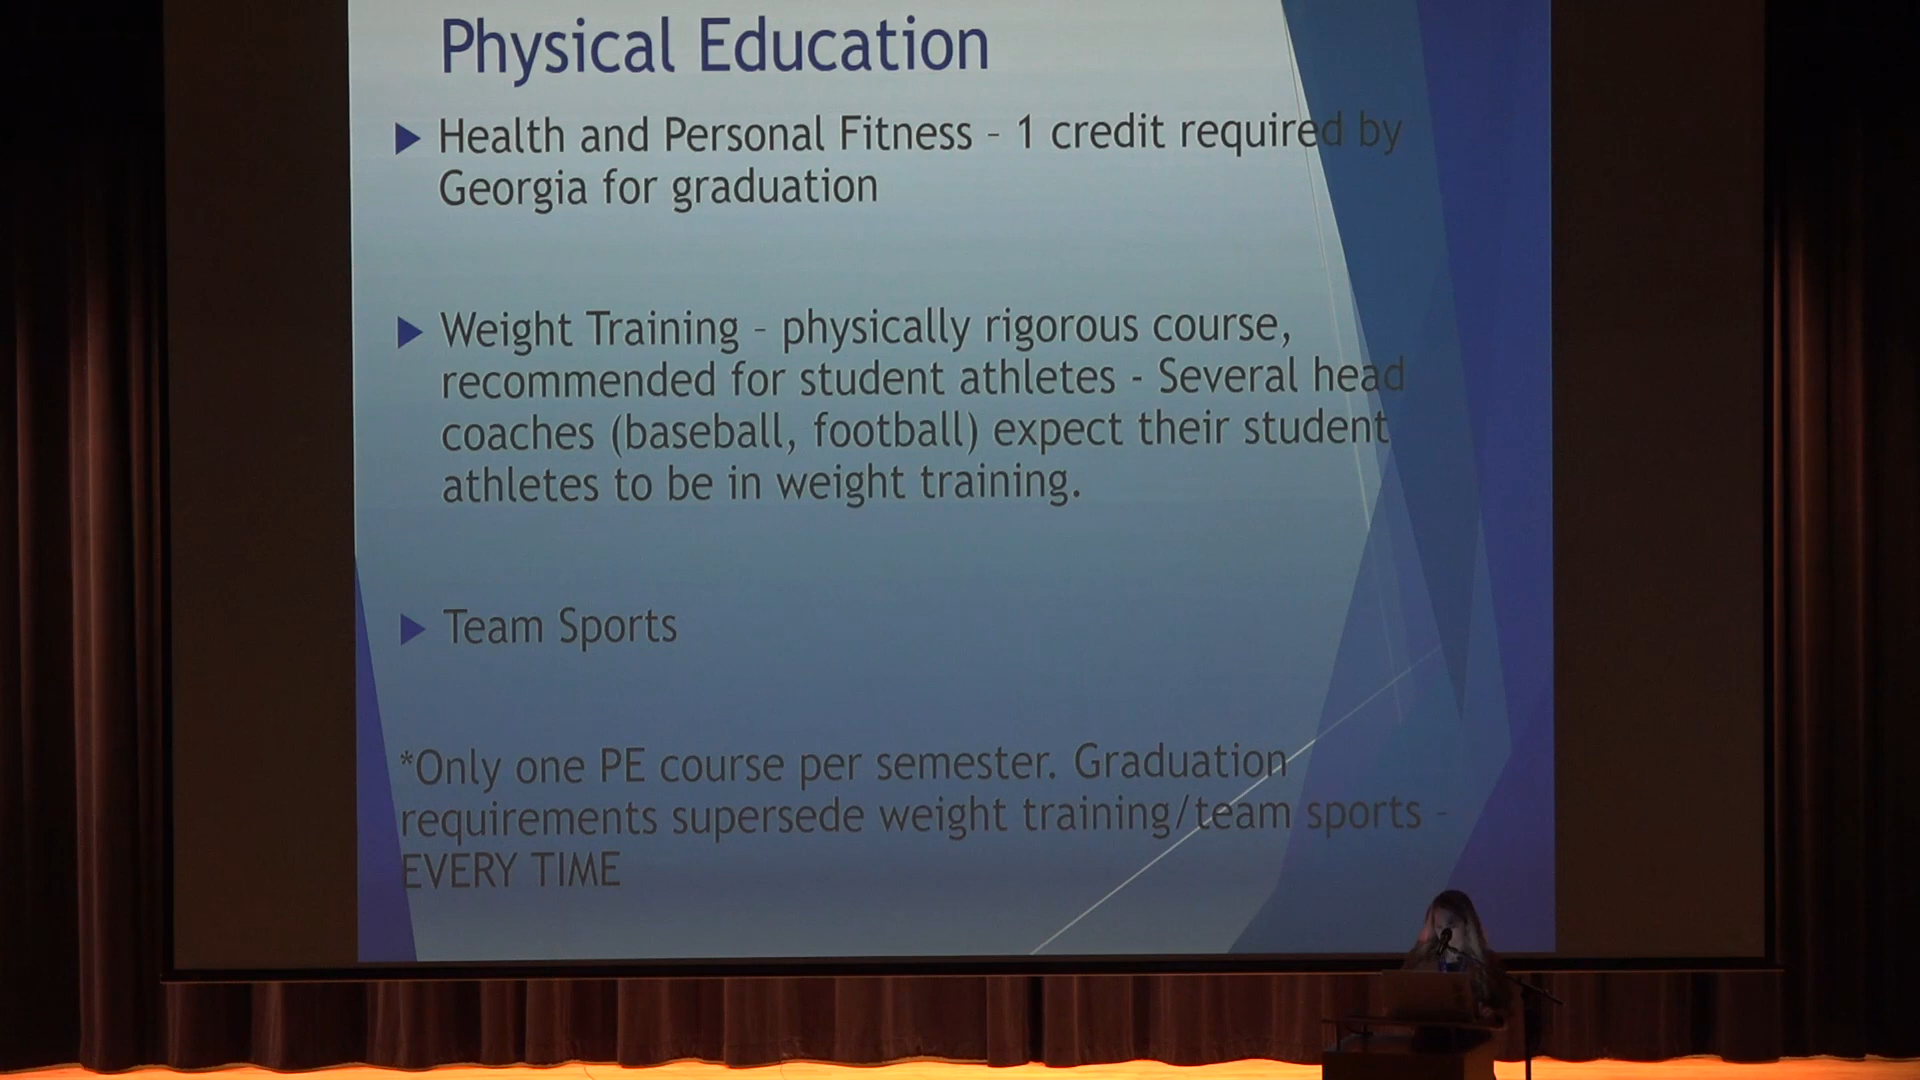 Physical Education
Health and Personal Fitness – 1 credit required by
Georgia for graduation
Weight Training – physically rigorous course,
recommended for student athletes - Several head
coaches (baseball, football) expect their student
athletes to be in weight training.
Team Sports
*Only one PE course per semester. Graduation
requirements supersede weight training/team sports –
EVERY TIME